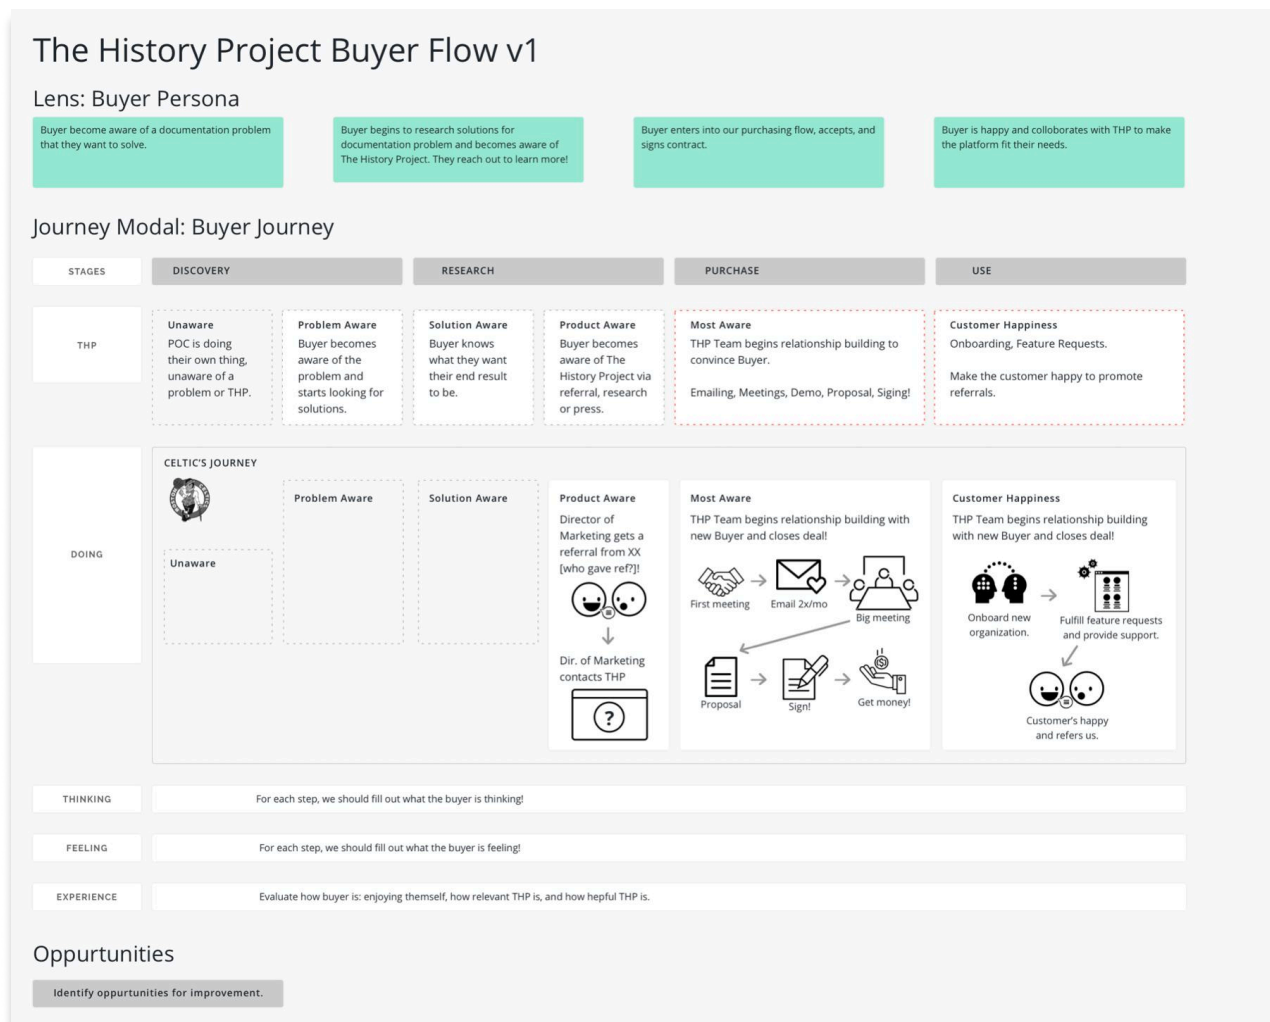 The History Project Buyer Flow v1
Lens: Buyer Persona
Buyer become aware of a documentation problem
that they want to solve.
Buyer begins to research solutions for
documentation problem and becomes aware of
The History Project. They reach out to learn more!
Buyer enters into our purchasing flow, accepts, and
signs contract.
Buyer is happy and colloborates with THP to make
the platform fit their needs.
Journey Modal: Buyer Journey
STAGES
DISCOVERY
RESEARCH
PURCHASE
USE
THP
Unaware
POC is doing
their own thing,
unaware of a
problem or THP.
Problem Aware
Buyer becomes
aware of the
problem and
starts looking for
solutions.
Solution Aware
Buyer knows
what they want
their end result
to be.
Product Aware
Buyer becomes
aware of The
History Project via
referral, research
or press.
Most Aware
THP Team begins relationship building to
convince Buyer.
Emailing, Meetings, Demo, Proposal, Siging!
Customer Happiness
Onboarding, Feature Requests.
Make the customer happy to promote
referrals.
DOING
CELTIC'S JOURNEY
Unaware
Problem Aware
Solution Aware
Product Aware
Director of
Marketing gets a
referral from XX
[who gave ref?]!
Dir. of Marketing
contacts THP
?
Most Aware
THP Team begins relationship building with
new Buyer and closes deal!
First meeting
Email 2x/mo
Big meeting
Proposal
Sign!
$
Get money!
Customer Happiness
THP Team begins relationship building
with new Buyer and closes deal!
Onboard new
organization.
Fulfill feature requests
and provide support.
Customer's happy
and refers us.
THINKING
For each step, we should fill out what the buyer is thinking!
FEELING
For each step, we should fill out what the buyer is feeling!
EXPERIENCE
Evaluate how buyer is: enjoying themself, how relevant THP is, and how hepful THP is.
Oppurtunities
Identify oppurtunities for improvement.